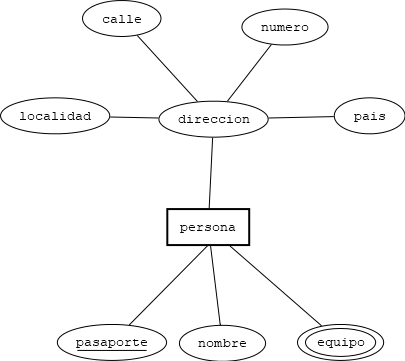 calle
numero
localidad
direccion
pais
persona
pasaporte
nombre
equipo